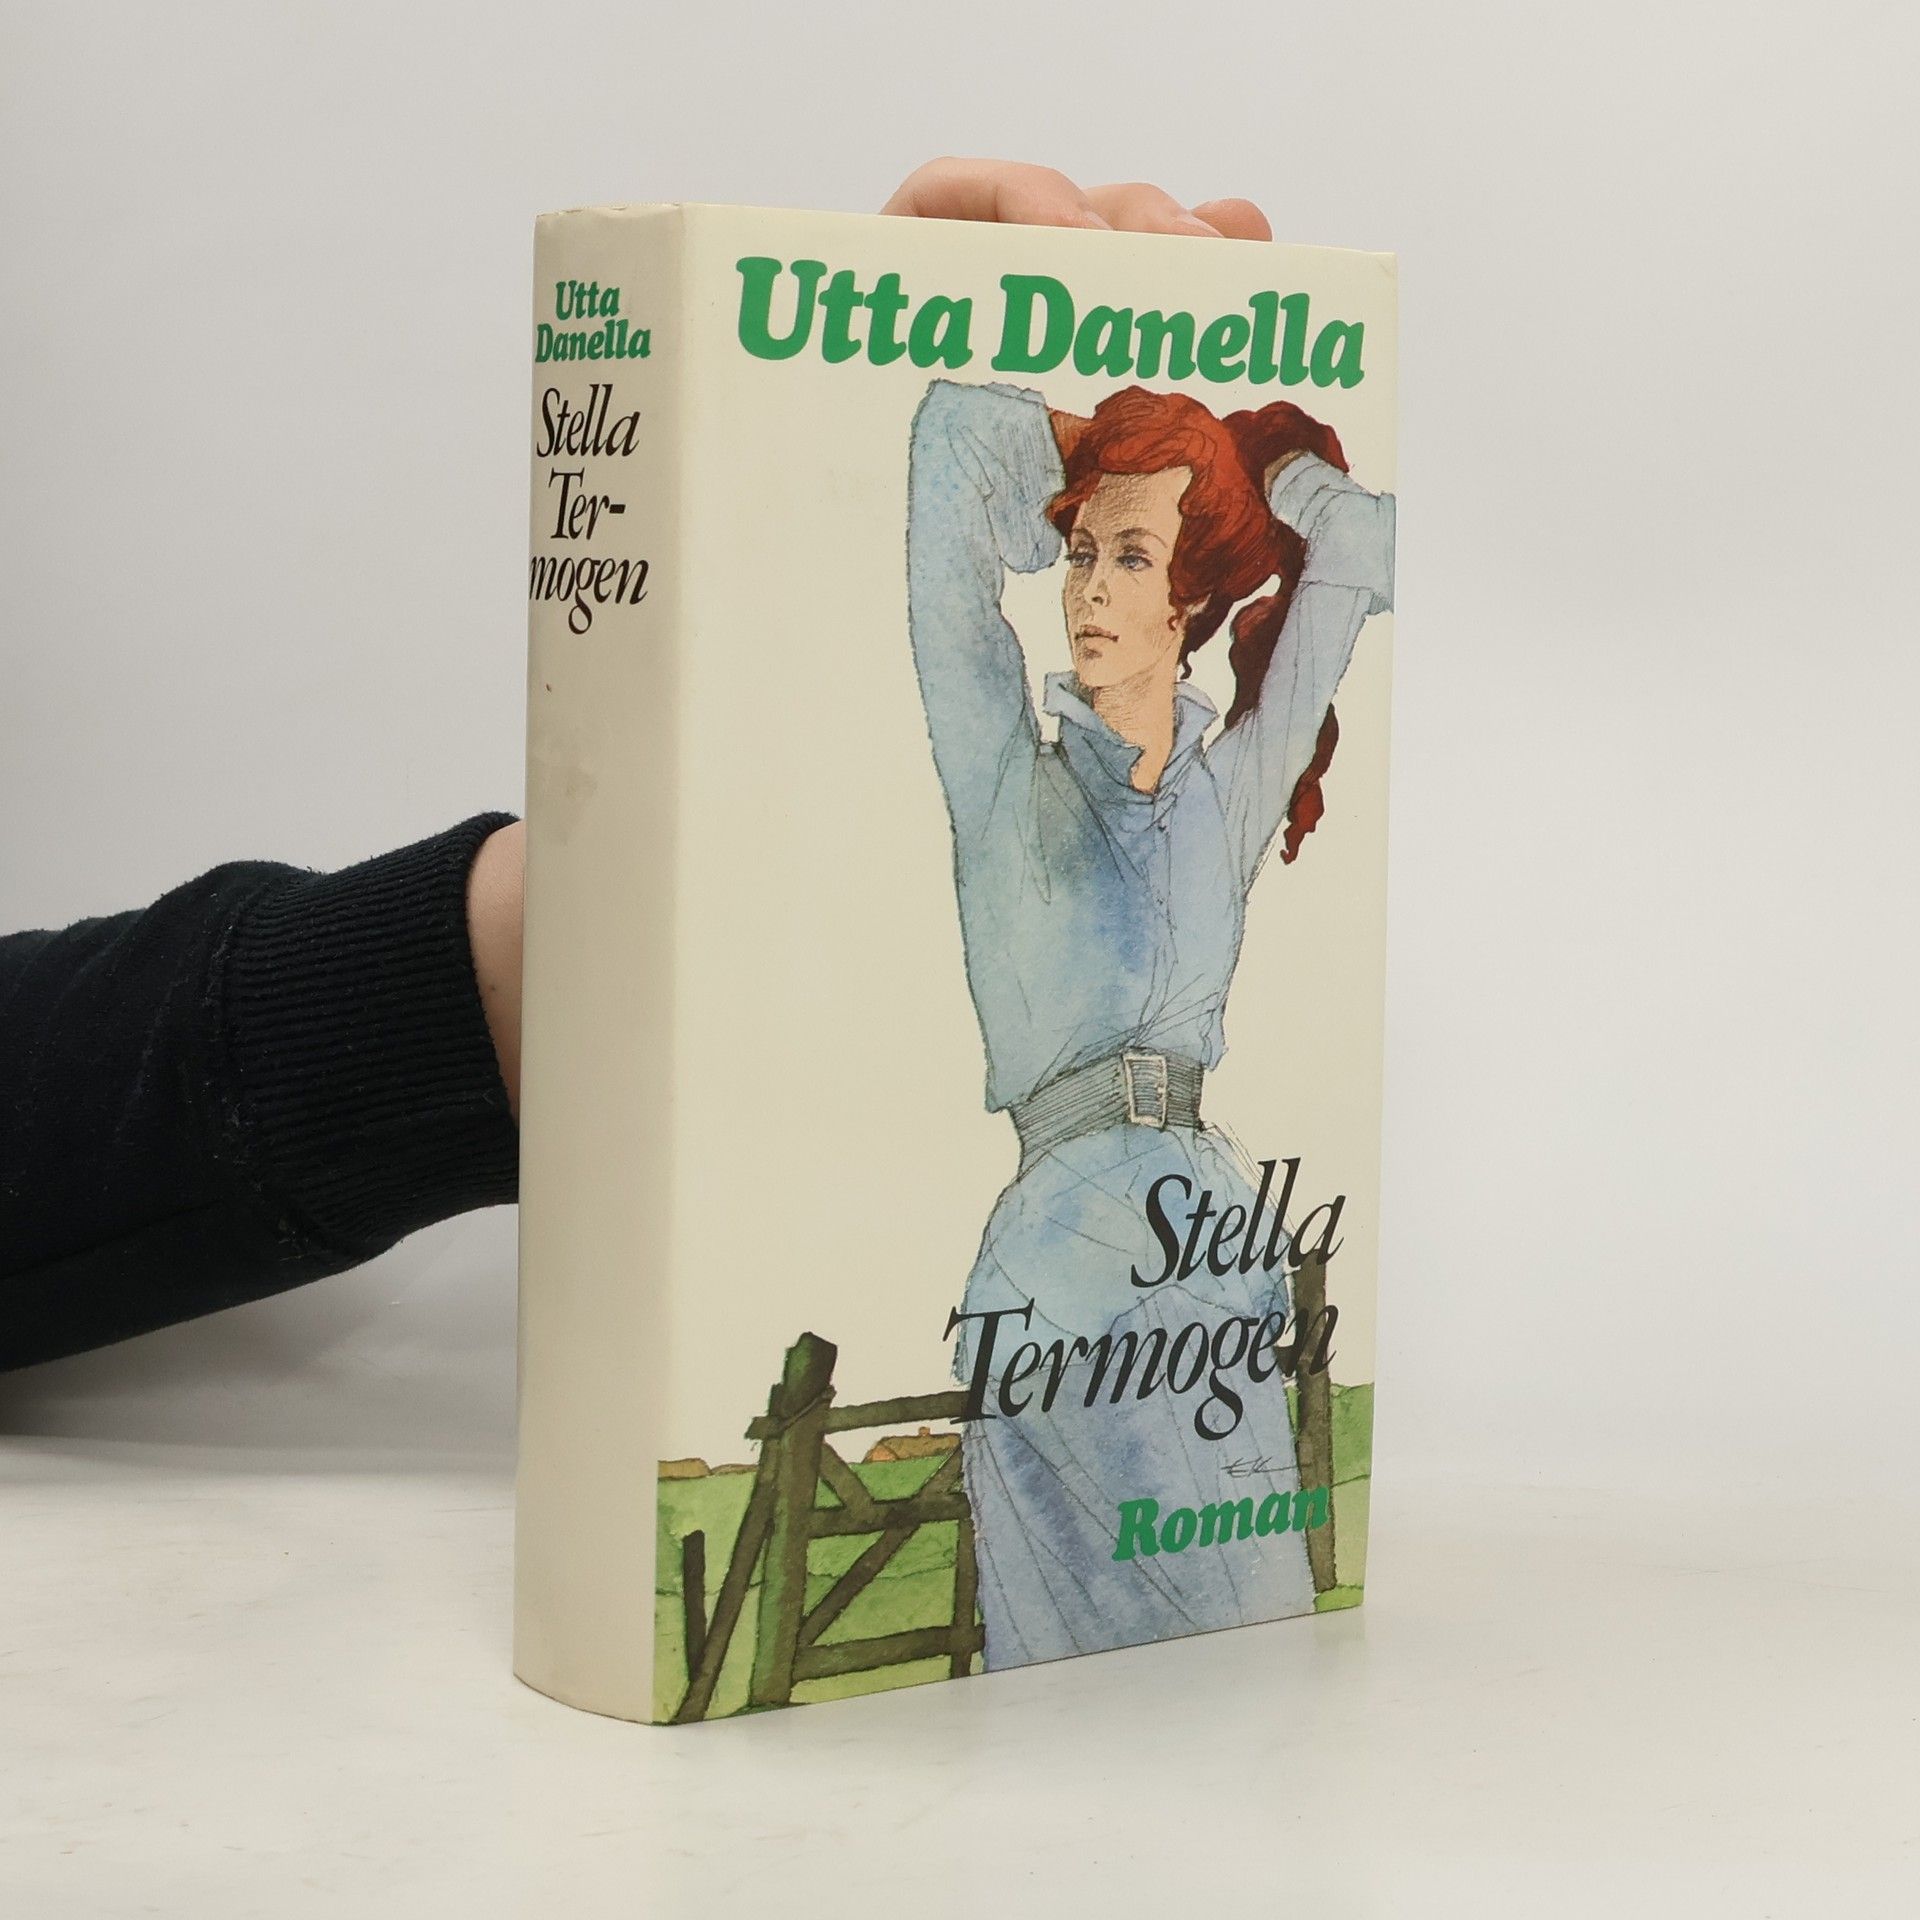 Utta
Danella
Stella
Ter-
mogen
Utta Danella
Stella
Termogen
Roman